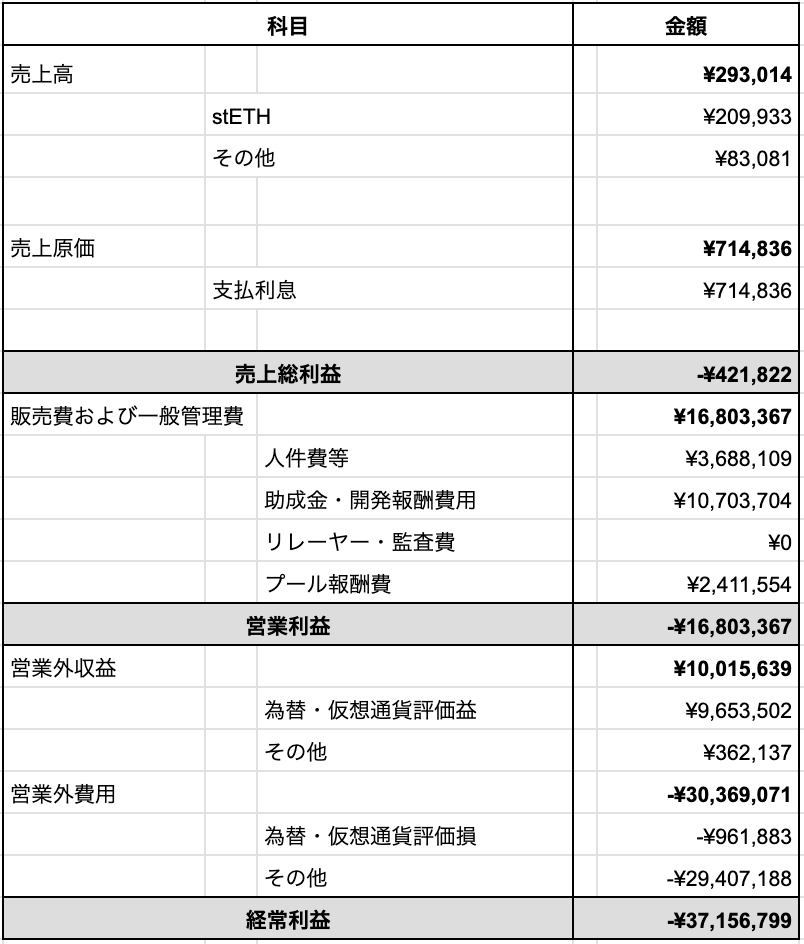 科目 金額
売上高 ¥293,014
stETH ¥209,933
その他 ¥83,081
売上原価 ¥714,836
支払利息 ¥714,836
売上総利益 -¥421,822
販売費および一般管理費 ¥16,803,367
人件費等 ¥3,688,109
助成金・開発報酬費用 ¥10,703,704
リレーヤー・監査費 ¥0
プール報酬費 ¥2,411,554
営業利益 -¥16,803,367
営業外収益 ¥10,015,639
為替・仮想通貨評価益 ¥9,653,502
その他 ¥362,137
営業外費用 -¥30,369,071
為替・仮想通貨評価損 -¥961,883
その他 -¥29,407,188
経常利益 -¥37,156,799